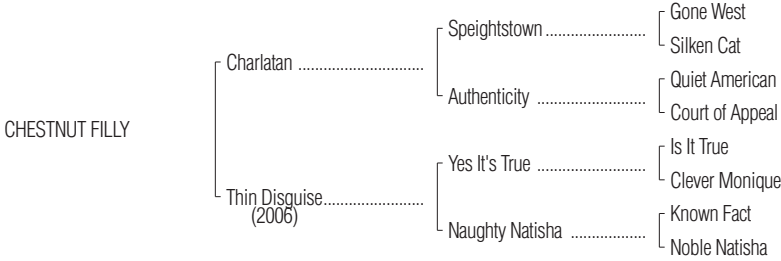 Gone West
Speightstown ........................
Silken Cat
Charlatan ..............................
Quiet American
Authenticity ..........................
Court of Appeal
CHESTNUT FILLY
Is It True
Yes It's True ..........................
Clever Monique
Thin Disguise........................
(2006)
Known Fact
Naughty Natisha ..................
Noble Natisha